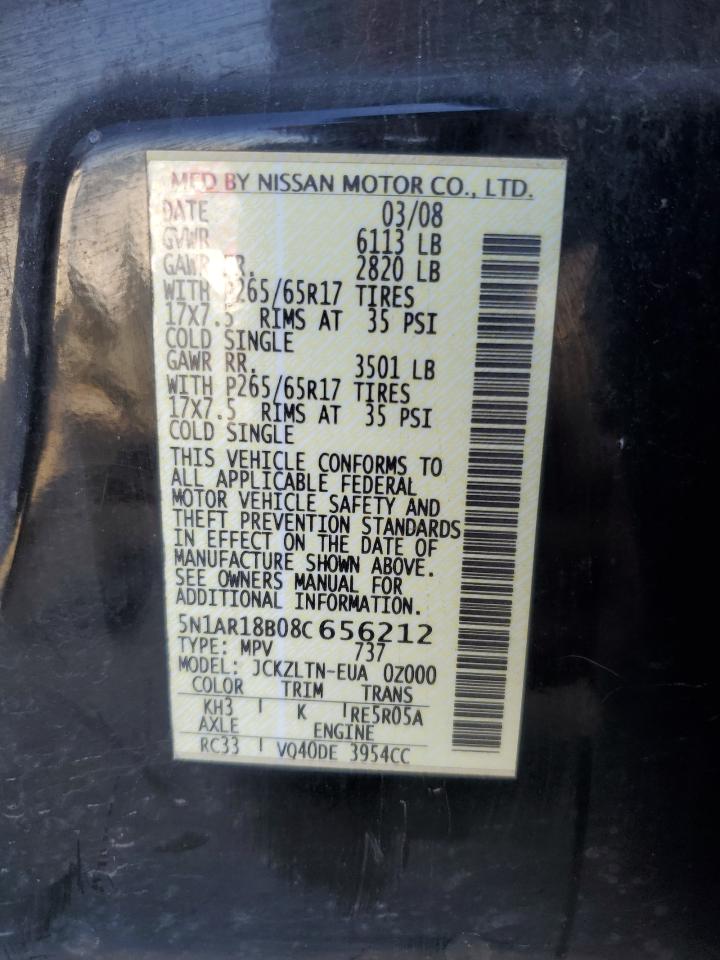 MFD BY NISSAN MOTOR CO., LTD.
DATE 03/08
GVWR 6113 LB
GAWR RR. 2820 LB
WITH P265/65R17 TIRES
17X7.5 RIMS AT 35 PSI
COLD SINGLE
GAWR RR. 3501 LB
WITH P265/65R17 TIRES
17X7.5 RIMS AT 35 PSI
COLD SINGLE
THIS VEHICLE CONFORMS TO
ALL APPLICABLE FEDERAL
MOTOR VEHICLE SAFETY AND
THEFT PREVENTION STANDARDS
IN EFFECT ON THE DATE OF
MANUFACTURE SHOWN ABOVE.
SEE OWNERS MANUAL FOR
ADDITIONAL INFORMATION.
5N1AR18B08C656212
TYPE: MPV 737
MODEL: JCKZLTN-EUA 0Z000
COLOR TRIM TRANS
KH3 K RE5R05A
AXLE ENGINE
RC33 VQ40DE 3954CC